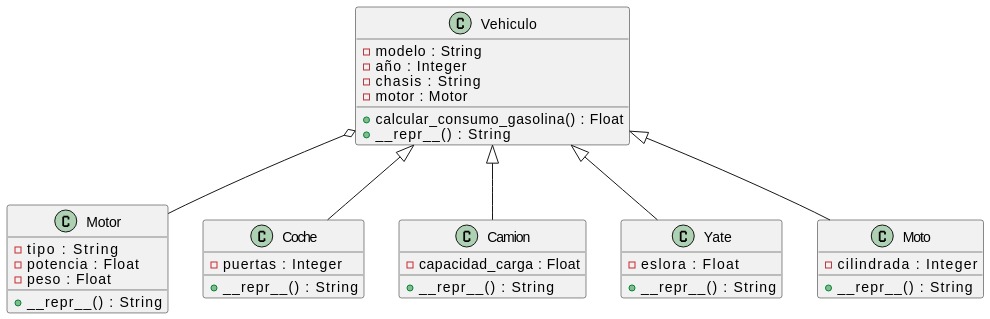 C Vehiculo
modelo : String
año : Integer
chasis : String
motor : Motor
calcular_consumo_gasolina() : Float
__repr__() : String
C Motor
tipo : String
potencia : Float
peso : Float
__repr__() : String
C Coche
puertas : Integer
__repr__() : String
C Camion
capacidad_carga : Float
__repr__() : String
C Yate
eslora : Float
__repr__() : String
C Moto
cilindrada : Integer
__repr__() : String